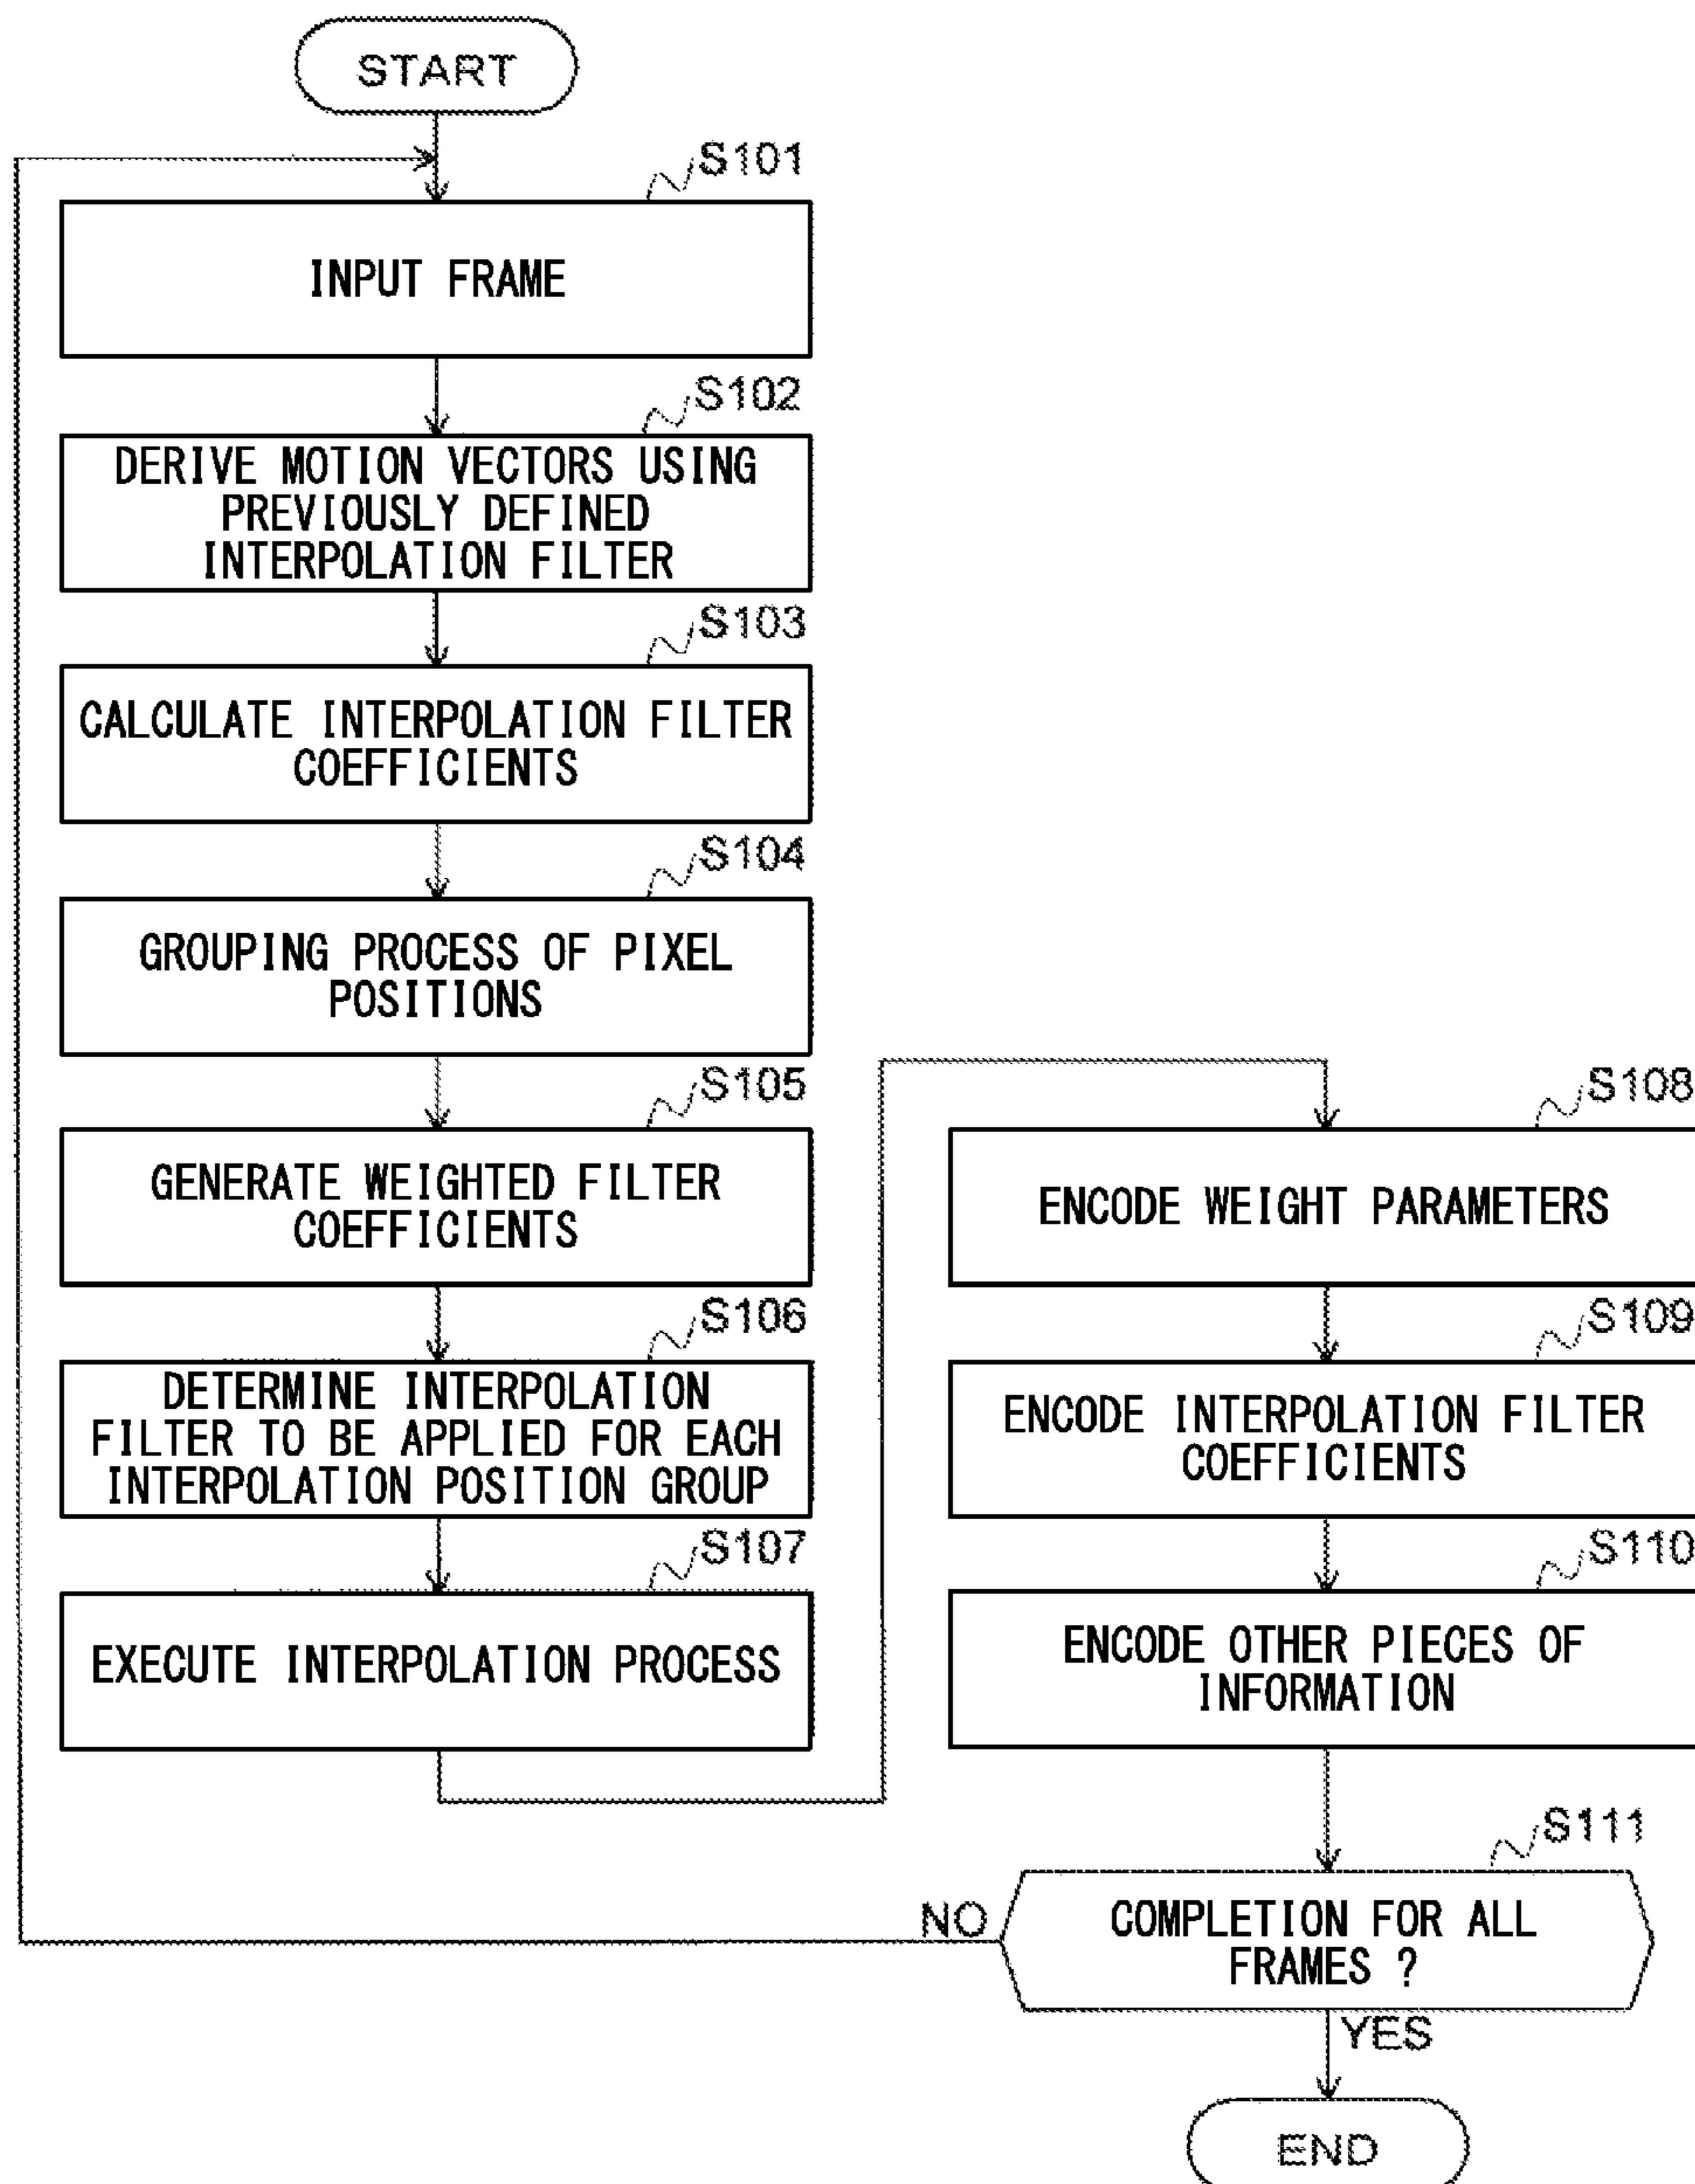 START
S101
INPUT FRAME
S102
DERIVE MOTION VECTORS USING
PREVIOUSLY DEFINED
INTERPOLATION FILTER
S103
CALCULATE INTERPOLATION FILTER
COEFFICIENTS
S104
GROUPING PROCESS OF PIXEL
POSITIONS
S105
GENERATE WEIGHTED FILTER
COEFFICIENTS
S106
DETERMINE INTERPOLATION
FILTER TO BE APPLIED FOR EACH
INTERPOLATION POSITION GROUP
S107
EXECUTE INTERPOLATION PROCESS
S108
ENCODE WEIGHT PARAMETERS
S109
ENCODE INTERPOLATION FILTER
COEFFICIENTS
S110
ENCODE OTHER PIECES OF
INFORMATION
S111
COMPLETION FOR ALL
FRAMES ?
NO
YES
END